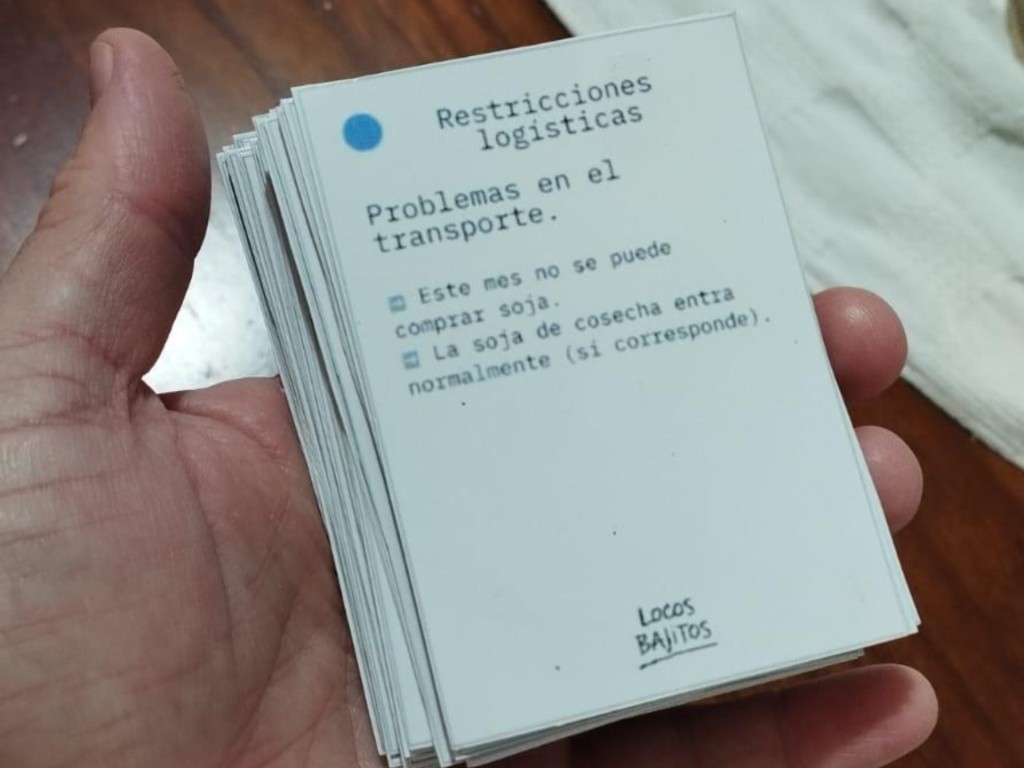 Restricciones
logísticas
Problemas en el
transporte.
➡ Este mes no se puede
comprar soja.
➡ La soja de cosecha entra
normalmente (si corresponde).
LOCOS
BAJITOS